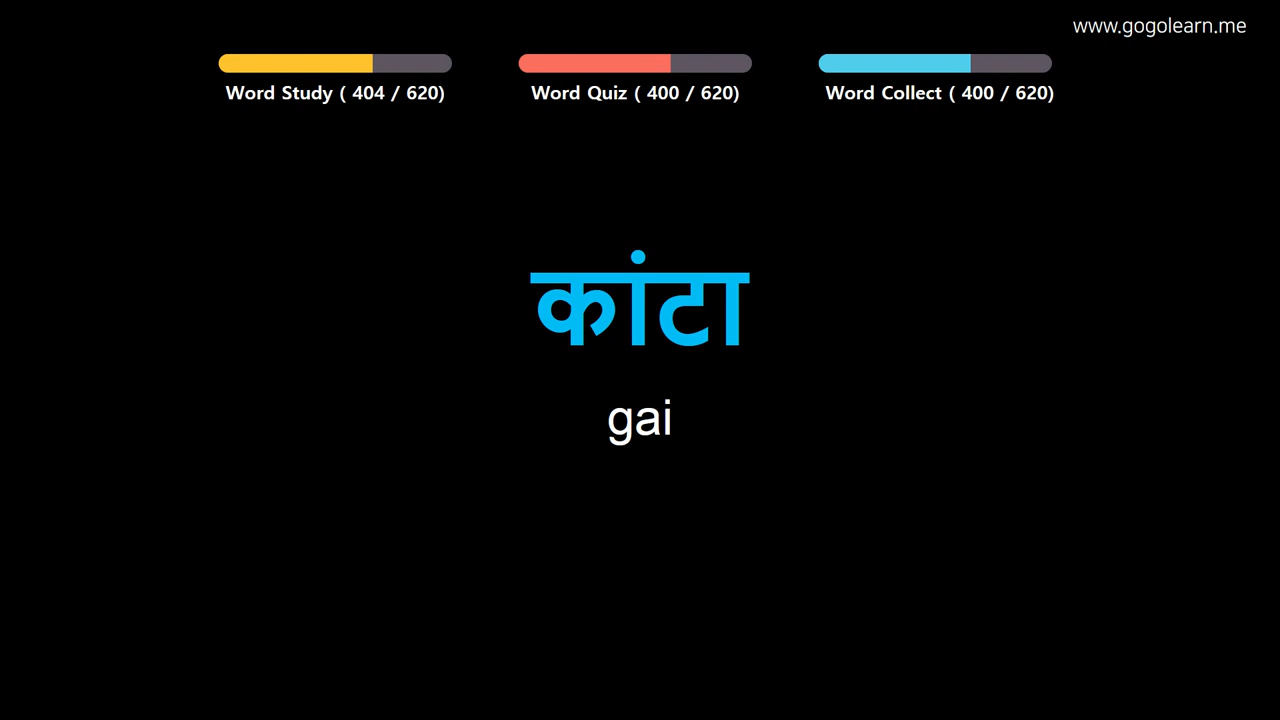 www.gogolearn.me
Word Study ( 404 / 620) Word Quiz ( 400 / 620) Word Collect ( 400 / 620)
कांटा
gai